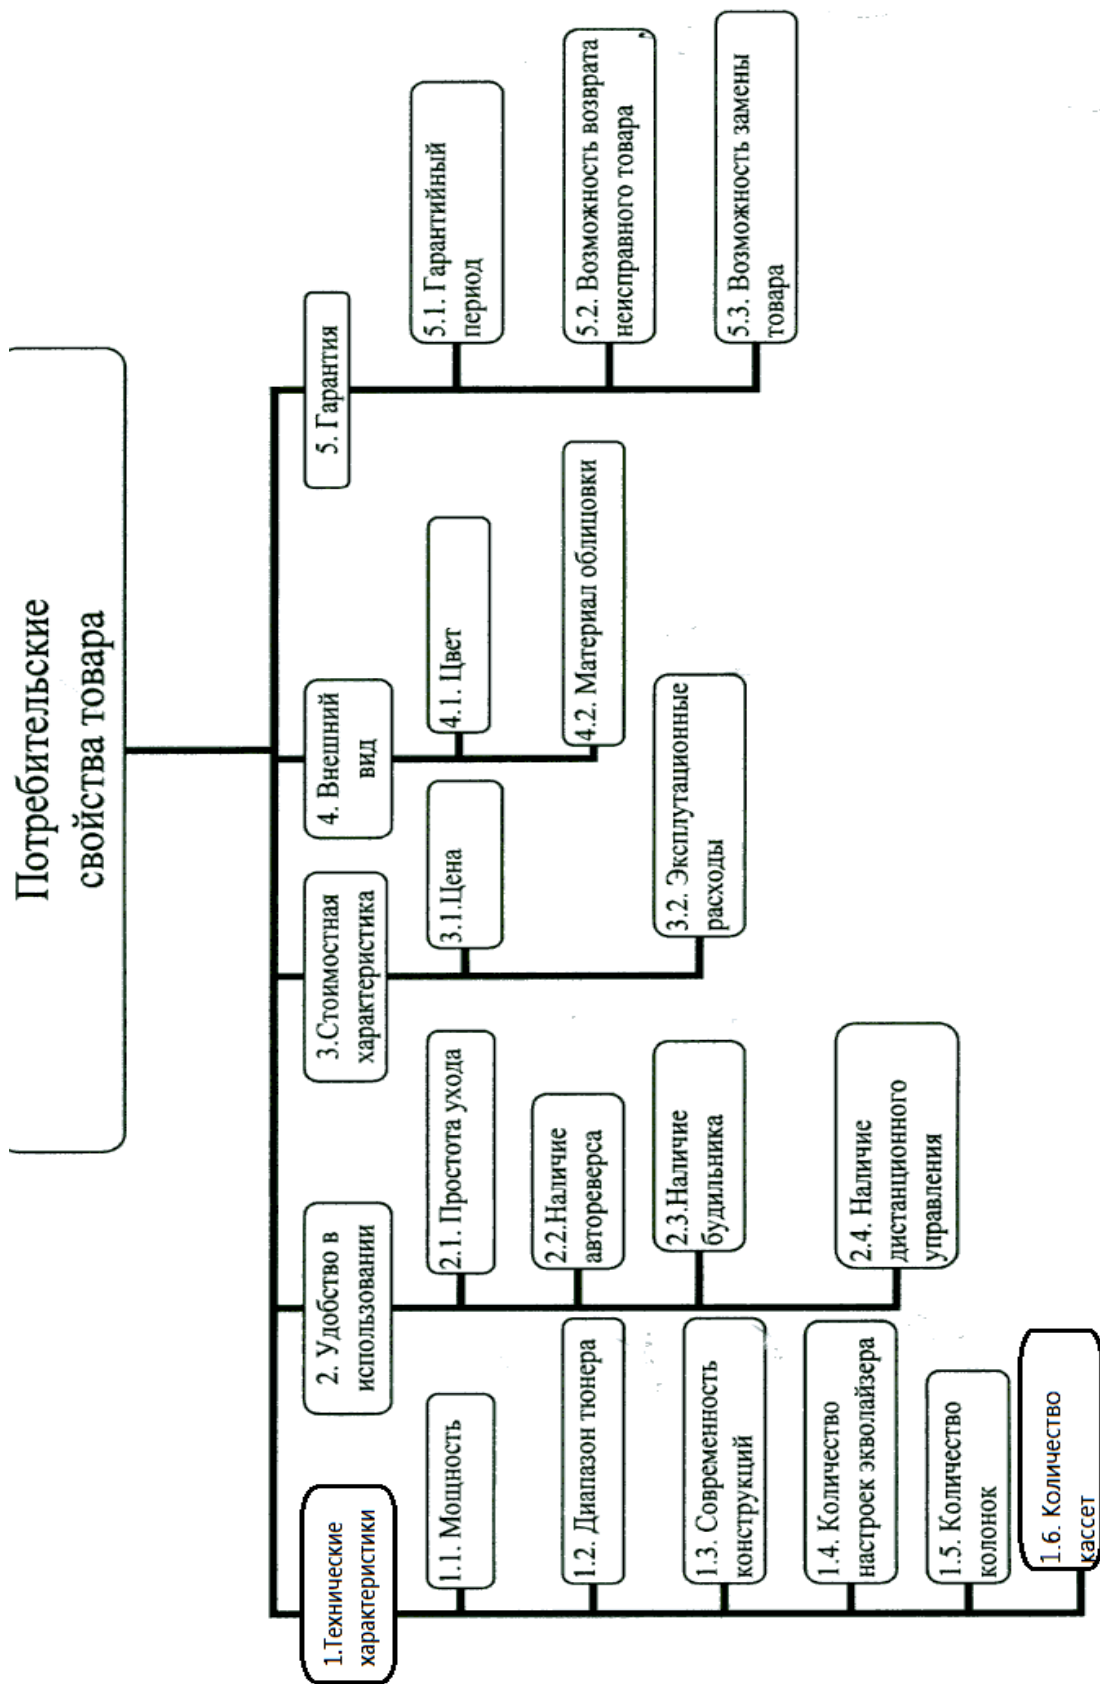 Потребительские
свойства товара
1.Технические
характеристики
1.1. Мощность
1.2. Диапазон тюнера
1.3. Современность
конструкций
1.4. Количество
настроек экволайзера
1.5. Количество
колонок
1.6. Количество
кассет
2. Удобство в
использовании
2.1. Простота ухода
2.2.Наличие
автореверса
2.3.Наличие
будильника
2.4. Наличие
дистанционного
управления
3.Стоимостная
характеристика
3.1.Цена
3.2. Эксплутационные
расходы
4. Внешний
вид
4.1. Цвет
4.2. Материал облицовки
5. Гарантия
5.1. Гарантийный
период
5.2. Возможность возврата
неисправного товара
5.3. Возможность замены
товара